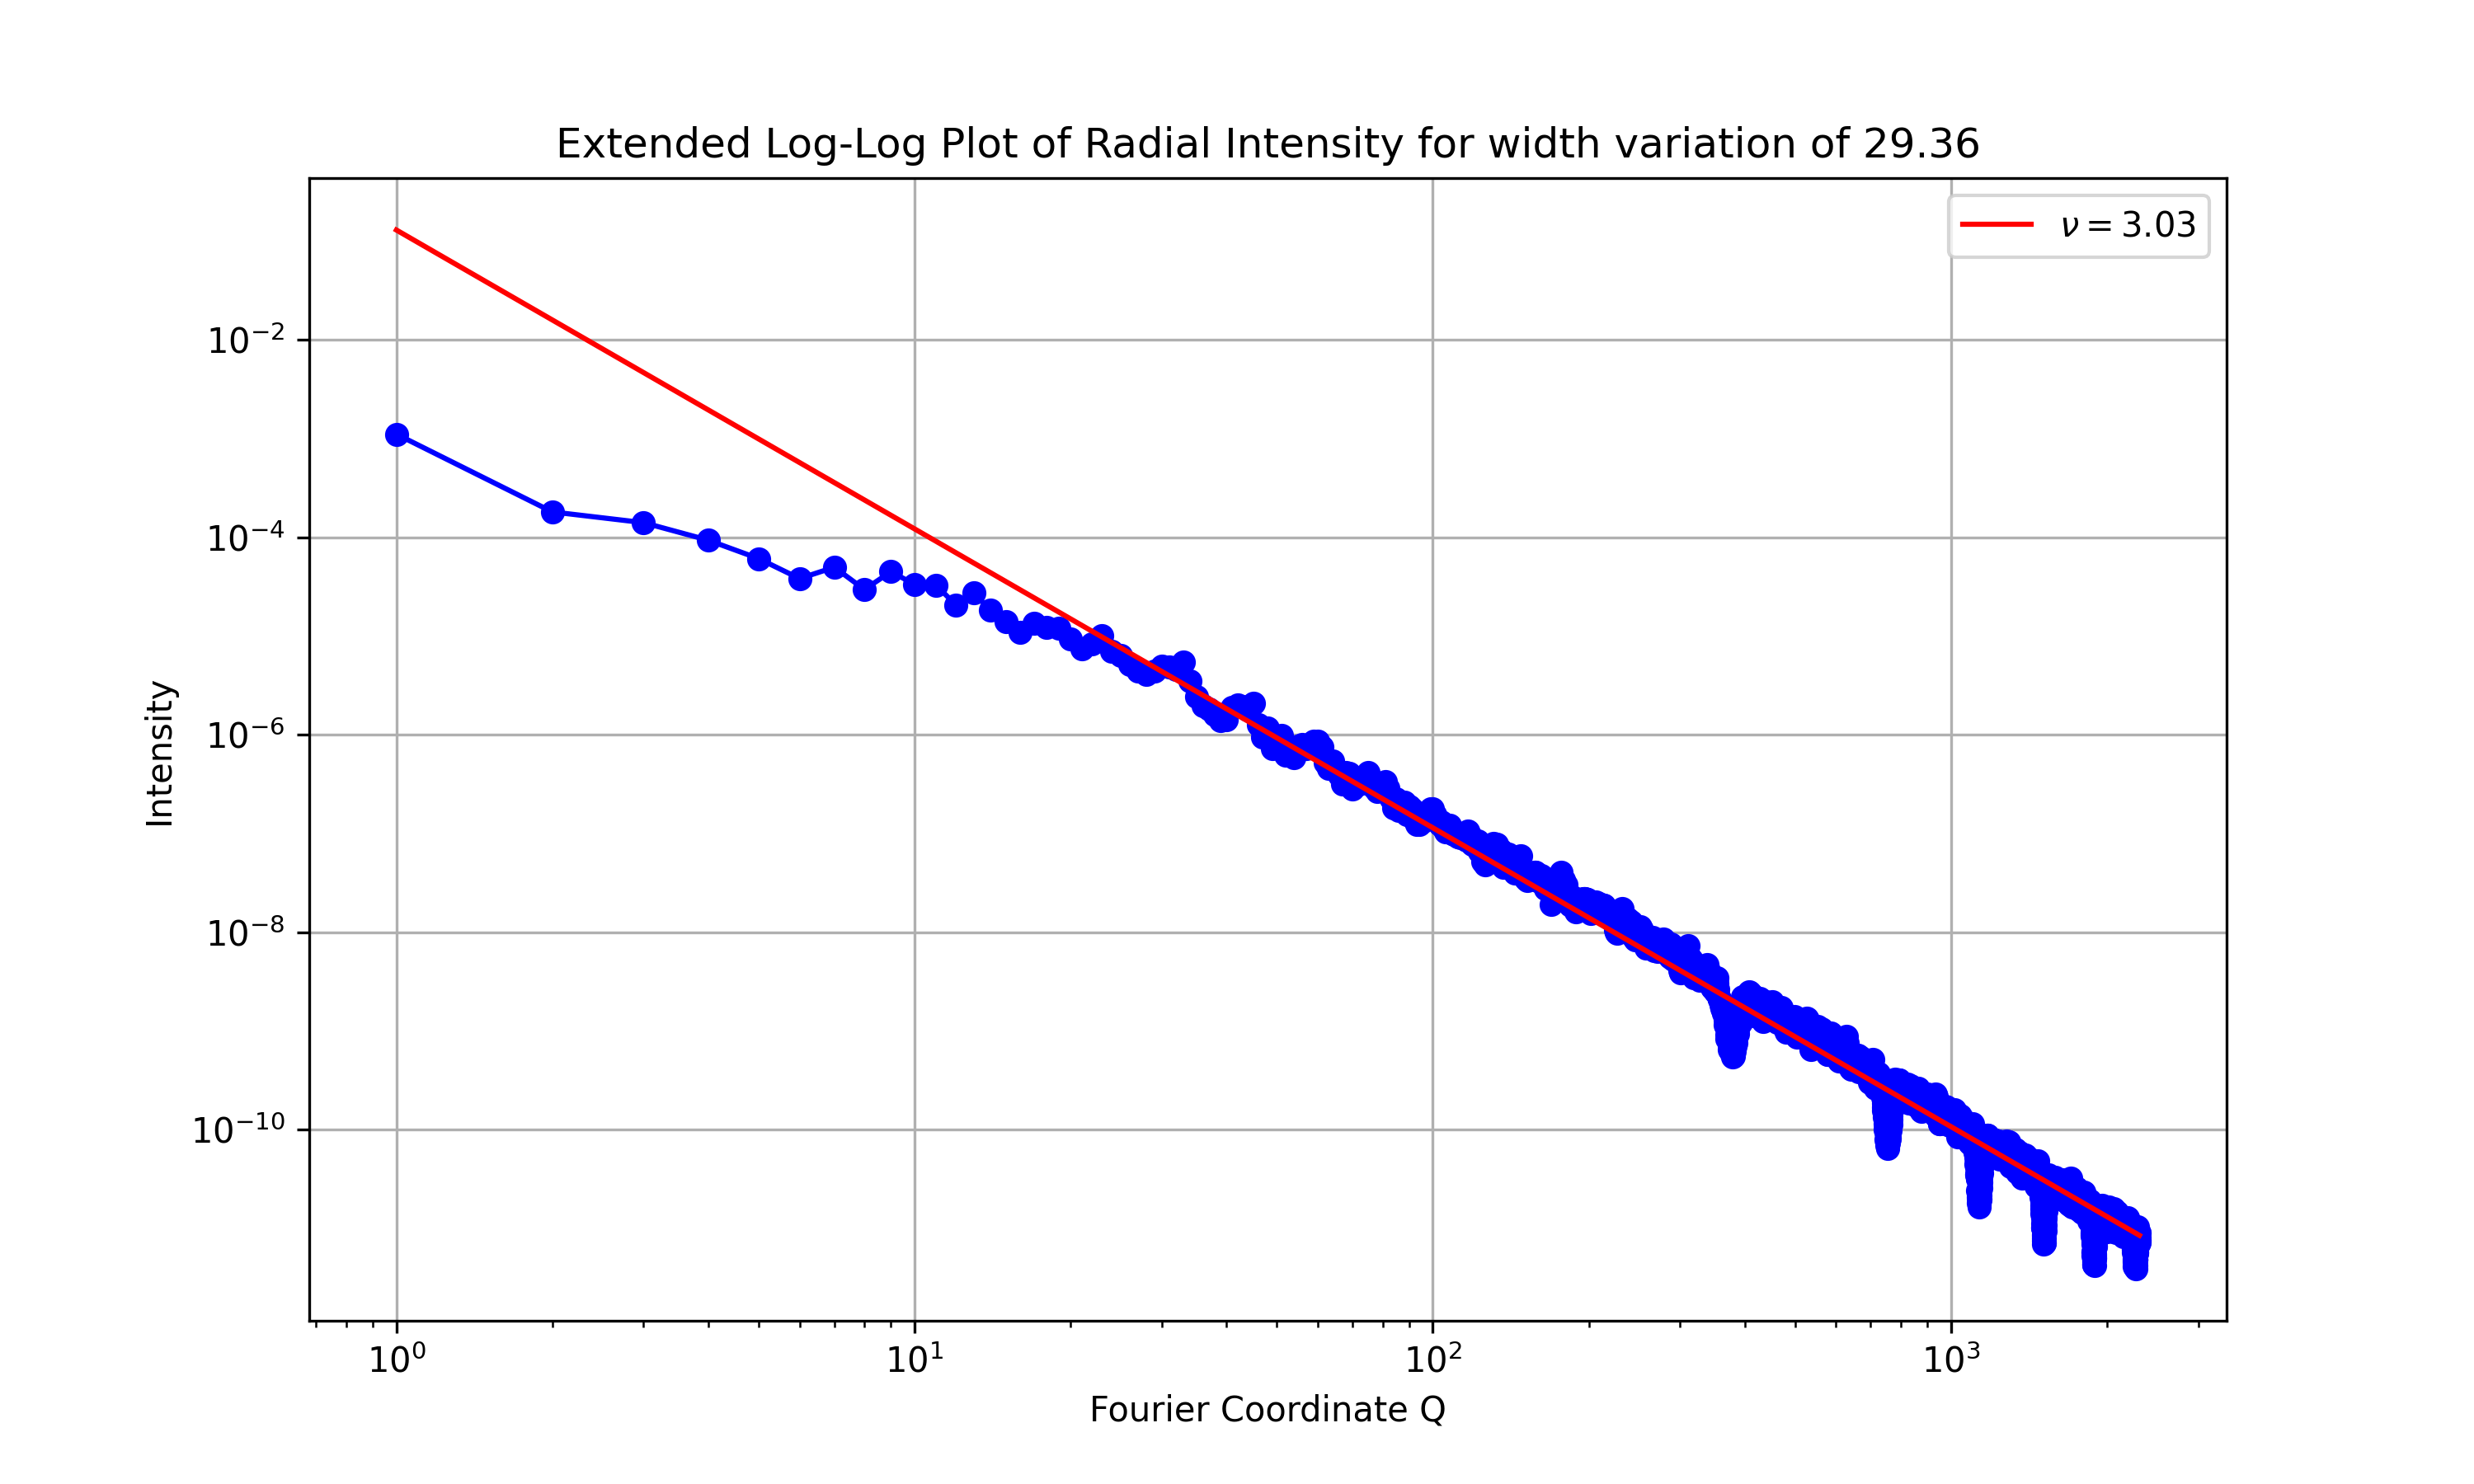 Extended Log-Log Plot of Radial Intensity for width variation of 29.36
ν = 3.03
Intensity
10⁻²
10⁻⁴
10⁻⁶
10⁻⁸
10⁻¹⁰
10⁰ 10¹ 10² 10³
Fourier Coordinate Q